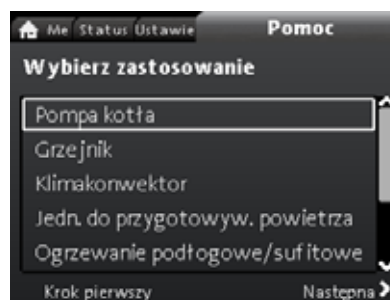 Me Status Ustawie Pomoc
Wybierz zastosowanie
Pompa kotła
Grzejnik
Klimakonwektor
Jedn. do przygotowyw. powietrza
Ogrzewanie podłogowe/sufitowe
Krok pierwszy Następna